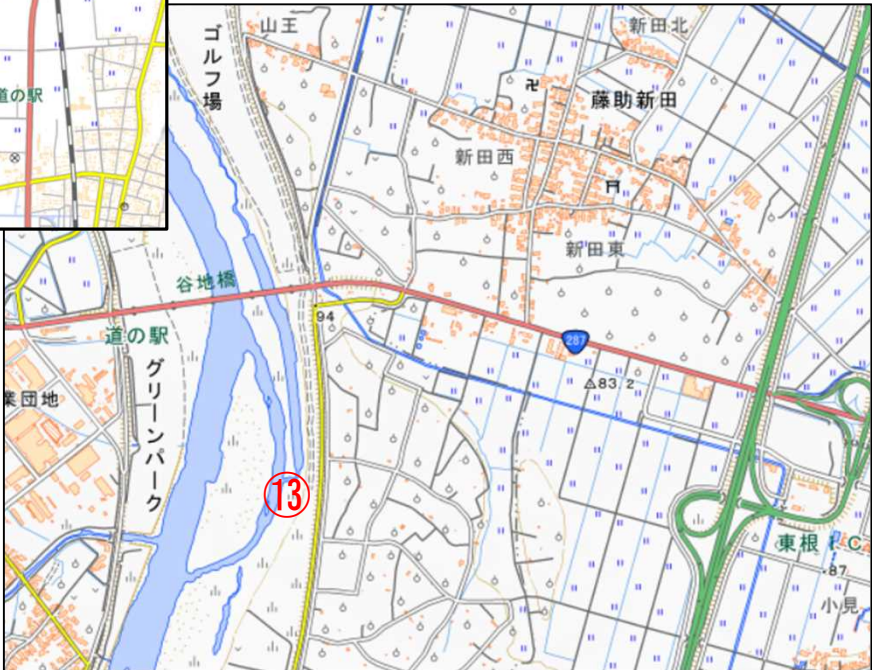 道の駅
ゴルフ場
山王
新田北
藤助新田
新田西
新田東
谷地橋
94
道の駅
287
83.2
業団地
グリーンパーク
⑬
東根IC
87
小見